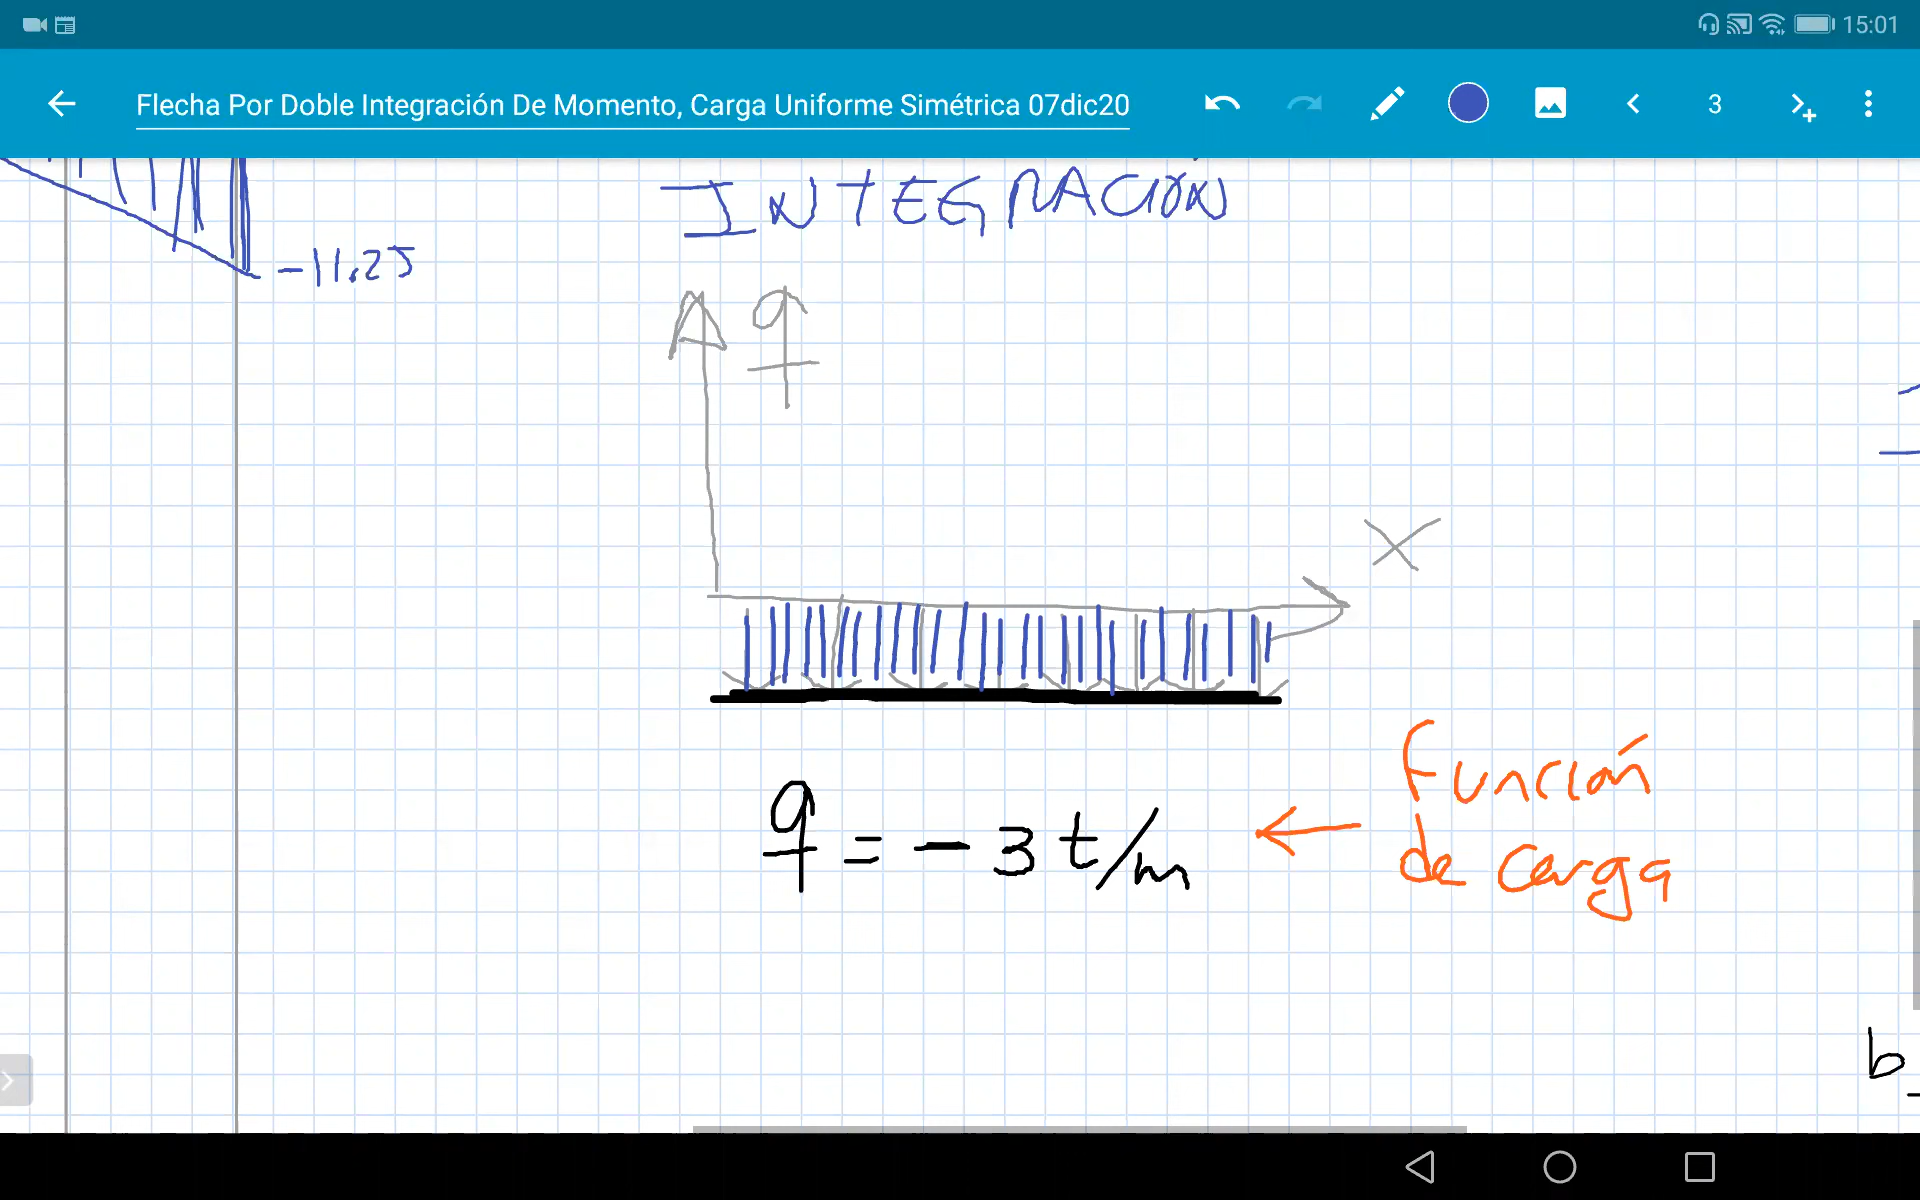 15:01
Flecha Por Doble Integración De Momento, Carga Uniforme Simétrica 07dic20
3
INTEGRACIÓN
-11.25
q
x
q = - 3 t/m
Función
de carga
b